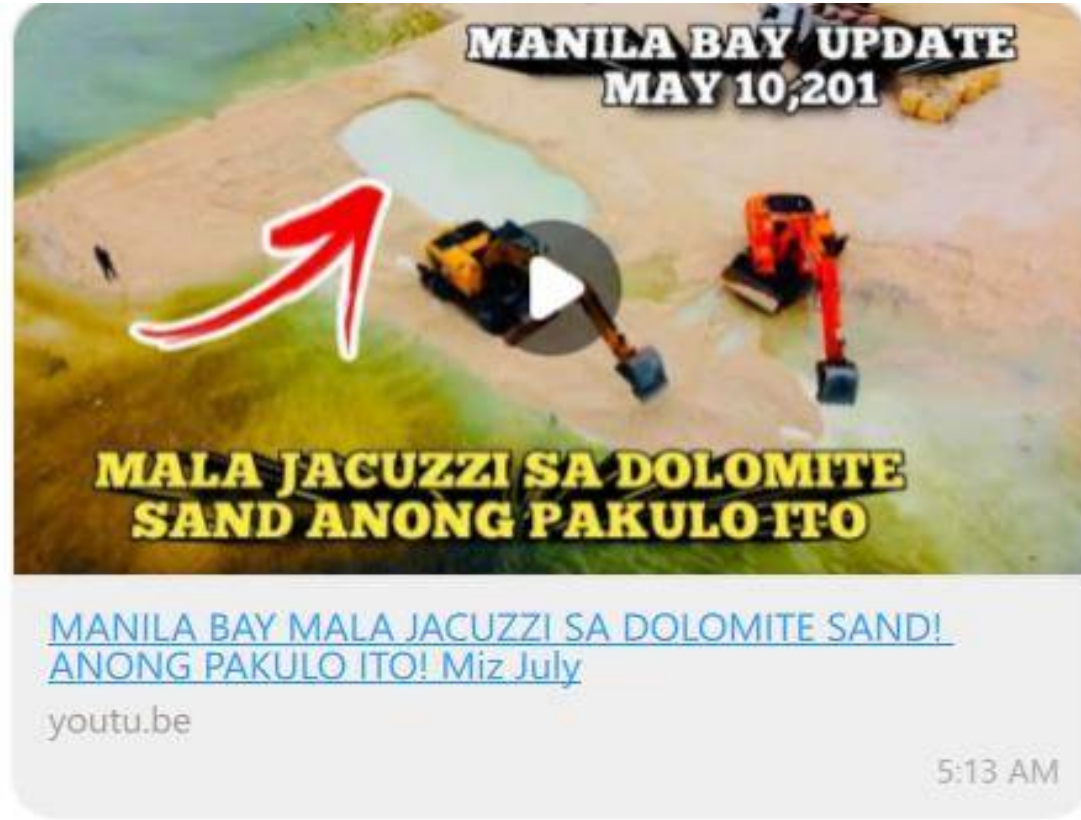 MANILA BAY UPDATE
MAY 10,201
MALA JACUZZI SA DOLOMITE
SAND ANONG PAKULO ITO
MANILA BAY MALA JACUZZI SA DOLOMITE SAND!
ANONG PAKULO ITO! Miz July
youtu.be
5:13 AM